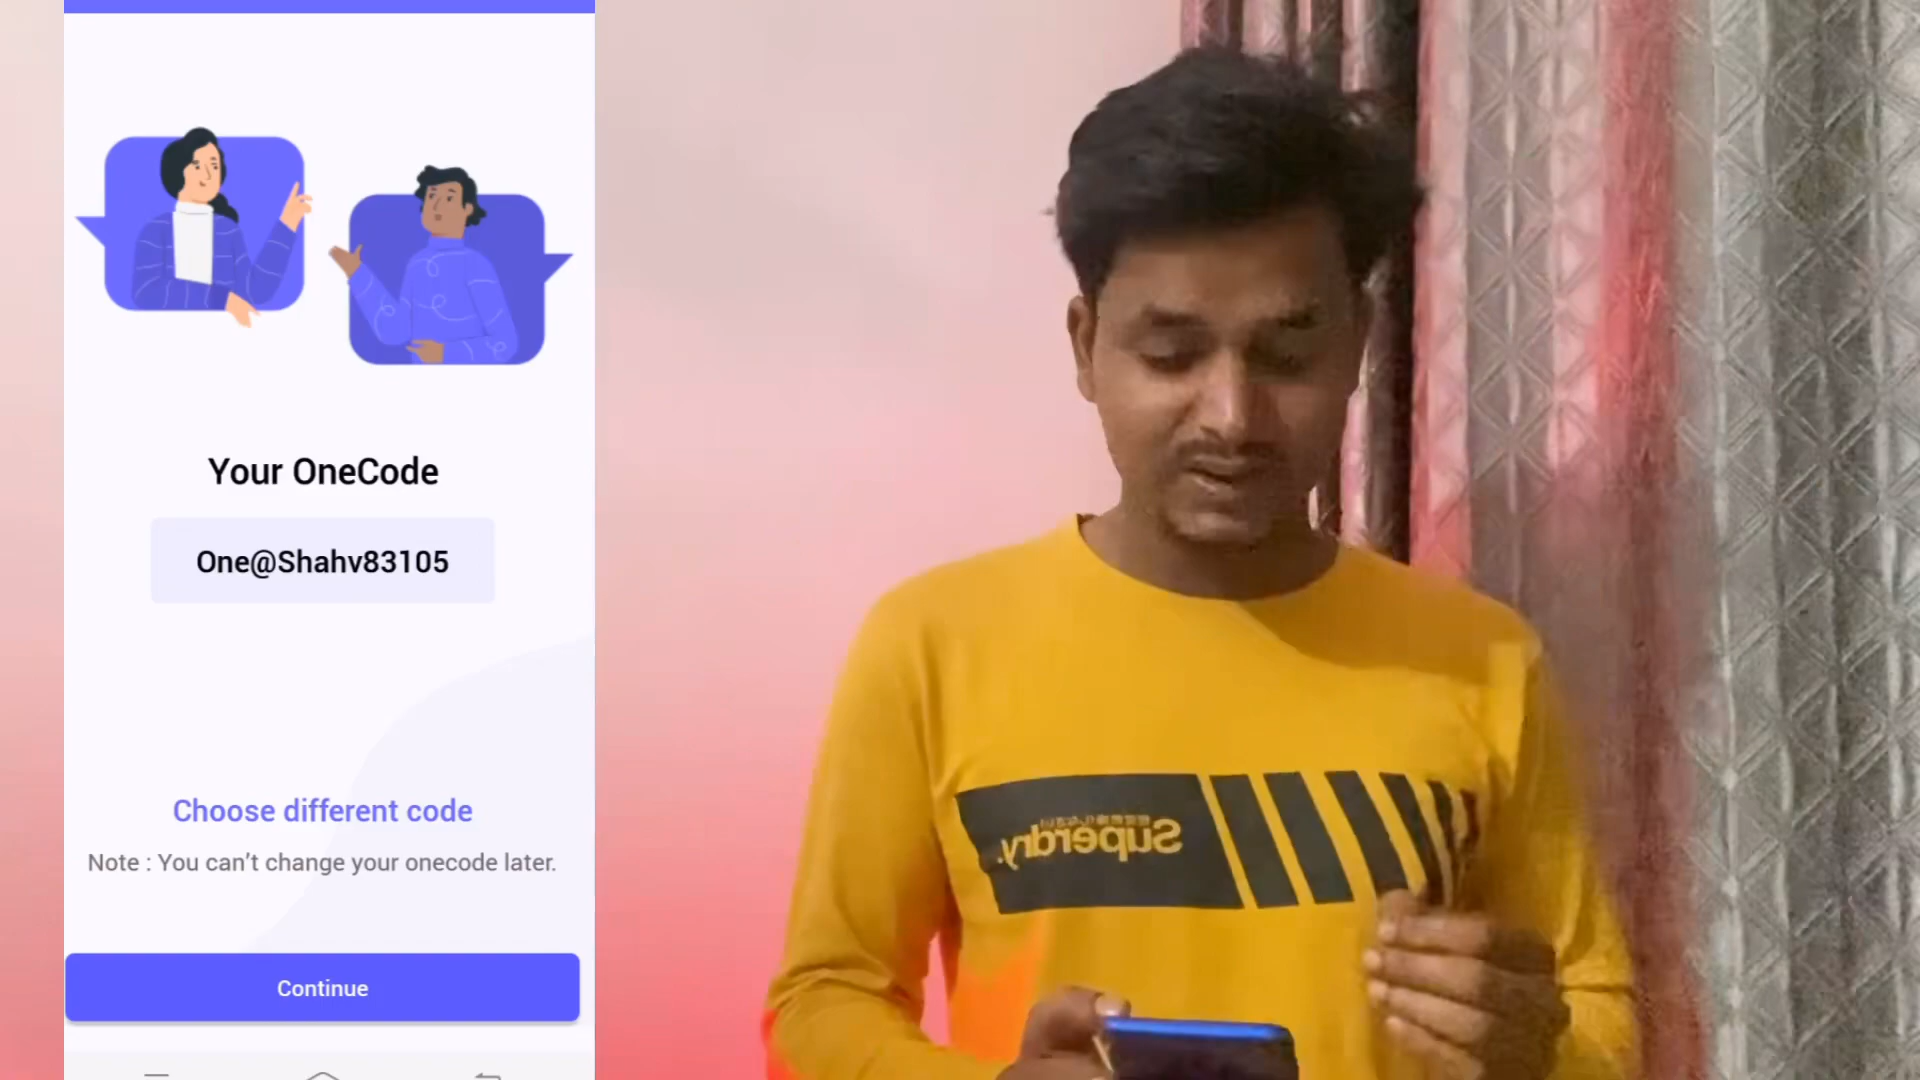 Your OneCode
One@Shahv83105
Choose different code
Note : You can't change your onecode later.
Continue
Superdry.